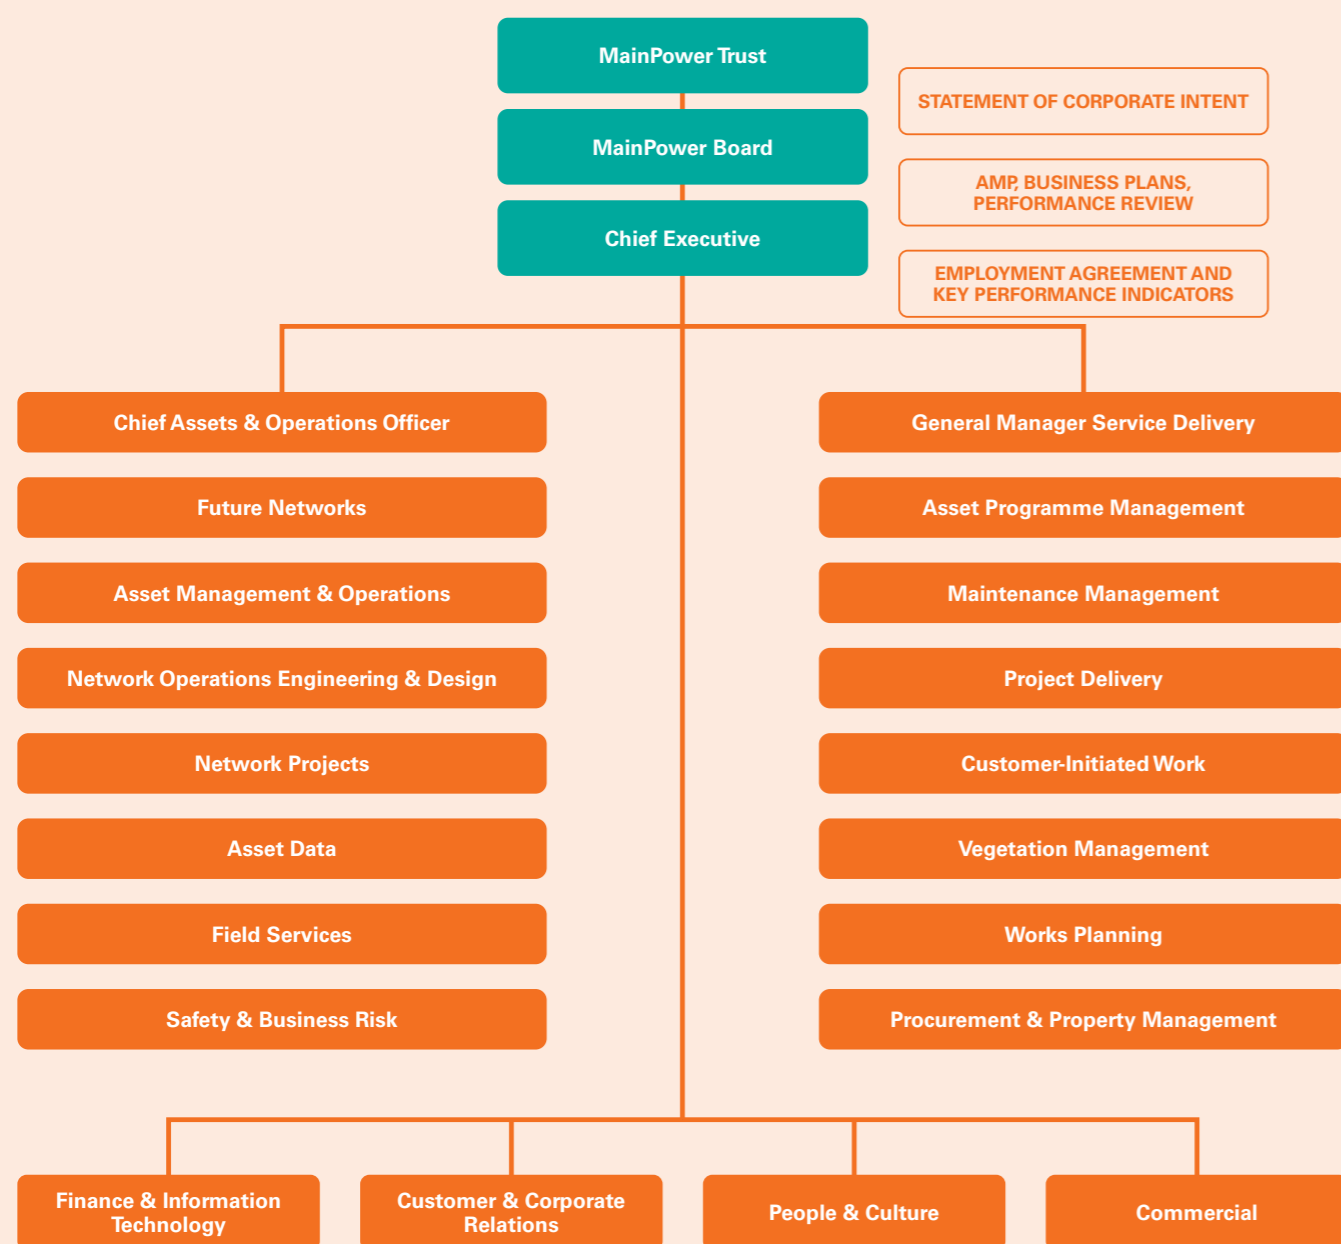 MainPower Trust
STATEMENT OF CORPORATE INTENT
MainPower Board
AMP, BUSINESS PLANS,
PERFORMANCE REVIEW
Chief Executive
EMPLOYMENT AGREEMENT AND
KEY PERFORMANCE INDICATORS
Chief Assets & Operations Officer
Future Networks
Asset Management & Operations
Network Operations Engineering & Design
Network Projects
Asset Data
Field Services
Safety & Business Risk
General Manager Service Delivery
Asset Programme Management
Maintenance Management
Project Delivery
Customer-Initiated Work
Vegetation Management
Works Planning
Procurement & Property Management
Finance & Information
Technology
Customer & Corporate
Relations
People & Culture
Commercial